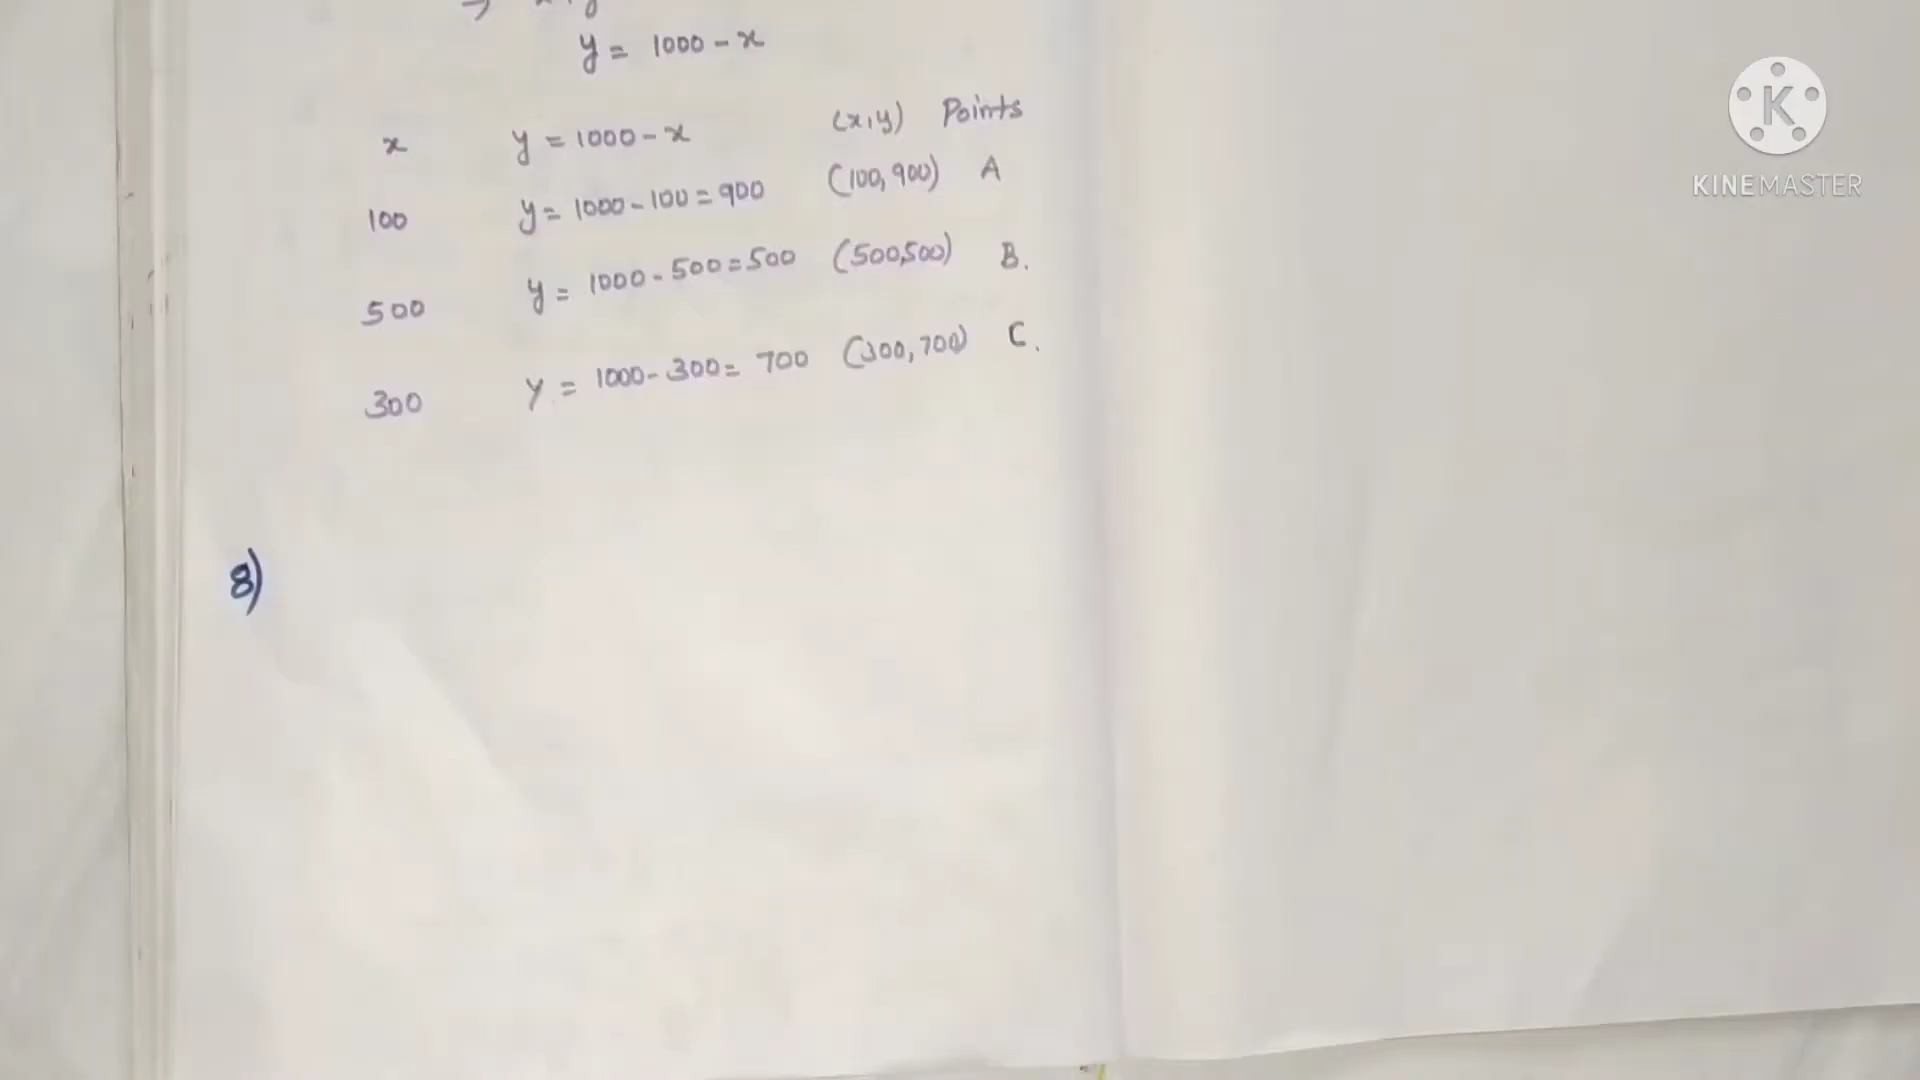 y = 1000 - x
x y = 1000 - x (x,y) Points
100 y = 1000 - 100 = 900 (100, 900) A
500 y = 1000 - 500 = 500 (500,500) B.
300 y = 1000 - 300 = 700 (300, 700) C.
8)
K
KINEMASTER